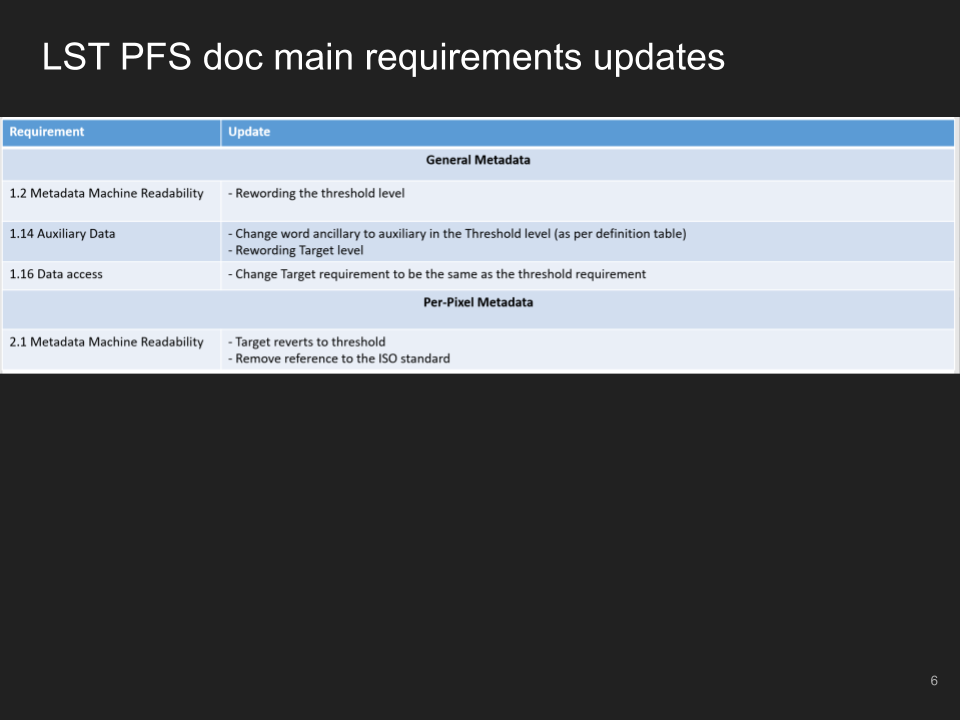 LST PFS doc main requirements updates
Requirement Update
General Metadata
1.2 Metadata Machine Readability - Rewording the threshold level
1.14 Auxiliary Data - Change word ancillary to auxiliary in the Threshold level (as per definition table)
- Rewording Target level
1.16 Data access - Change Target requirement to be the same as the threshold requirement
Per-Pixel Metadata
2.1 Metadata Machine Readability - Target reverts to threshold
- Remove reference to the ISO standard
6